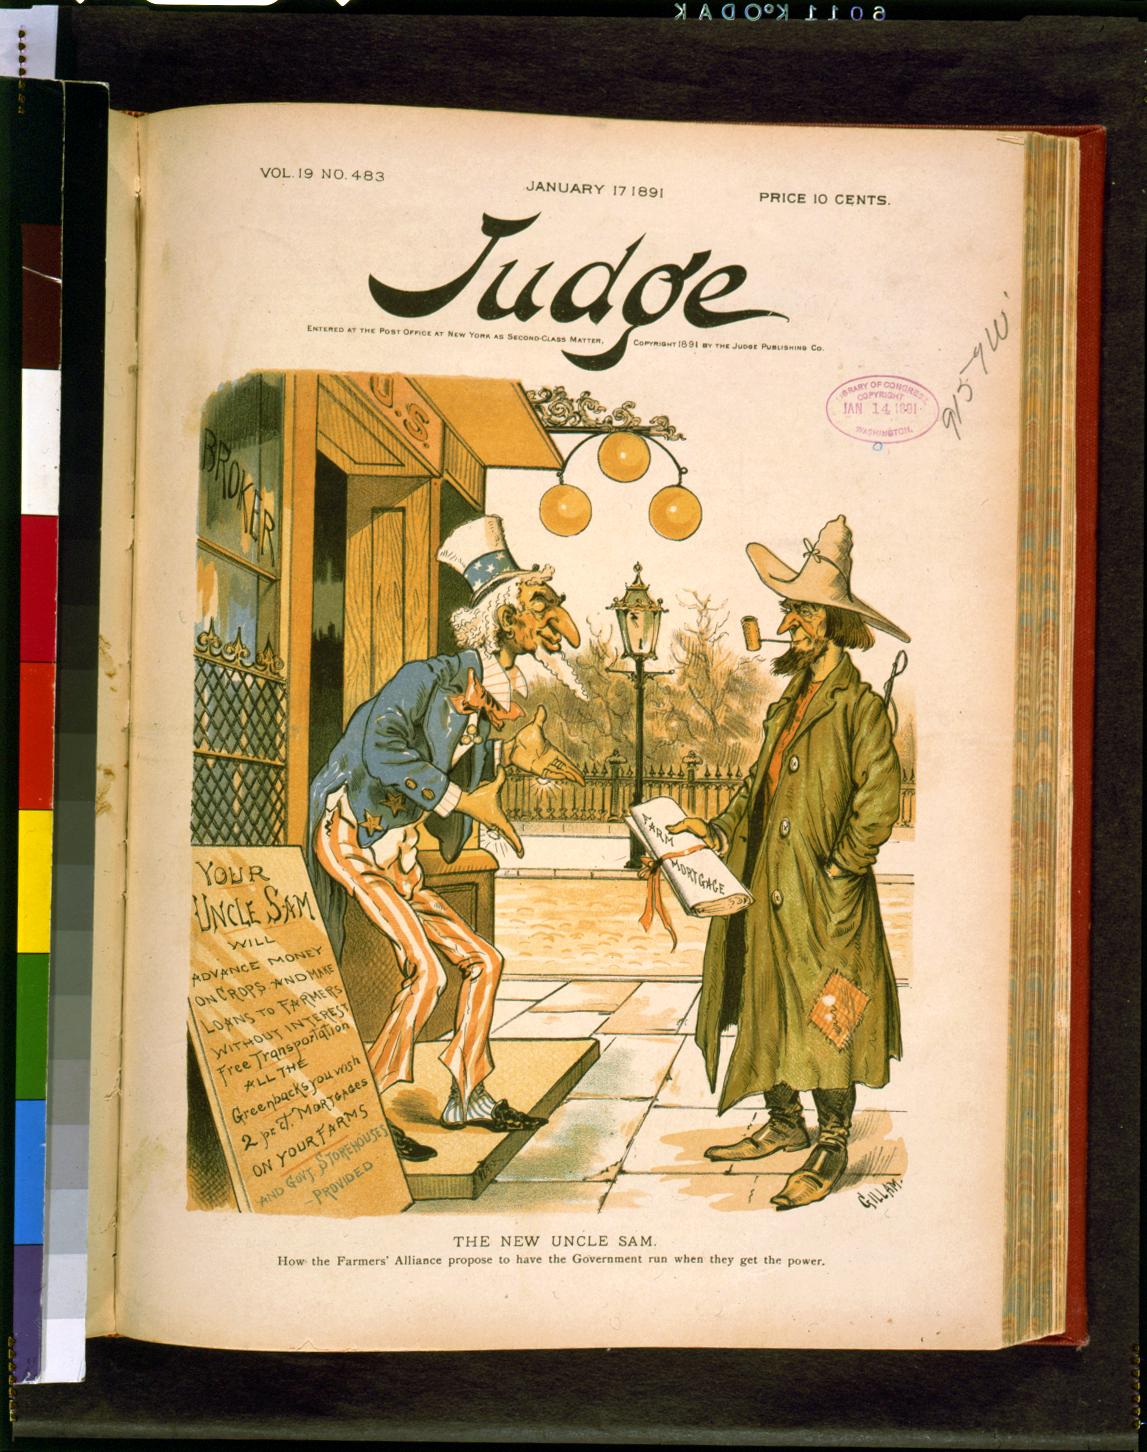 6011 KODAK
VOL. 19 NO. 483
JANUARY 17 1891
PRICE 10 CENTS.
Judge
ENTERED AT THE POST OFFICE AT NEW YORK AS SECOND-CLASS MATTER. COPYRIGHT 1891 BY THE JUDGE PUBLISHING CO.
LIBRARY OF CONGRESS
COPYRIGHT
JAN 14 1891
WASHINGTON.
U.S.
BROKER
FARM
MORTGAGE
YOUR
UNCLE SAM
WILL
ADVANCE MONEY
ON CROPS AND MAKE
LOANS TO FARMERS
WITHOUT INTEREST
Free Transportation
ALL THE
Greenbacks you wish
2 pr ct. MORTGAGES
ON YOUR FARMS
AND GOVT. STOREHOUSES
PROVIDED
GILLAM.
THE NEW UNCLE SAM.
How the Farmers' Alliance propose to have the Government run when they get the power.